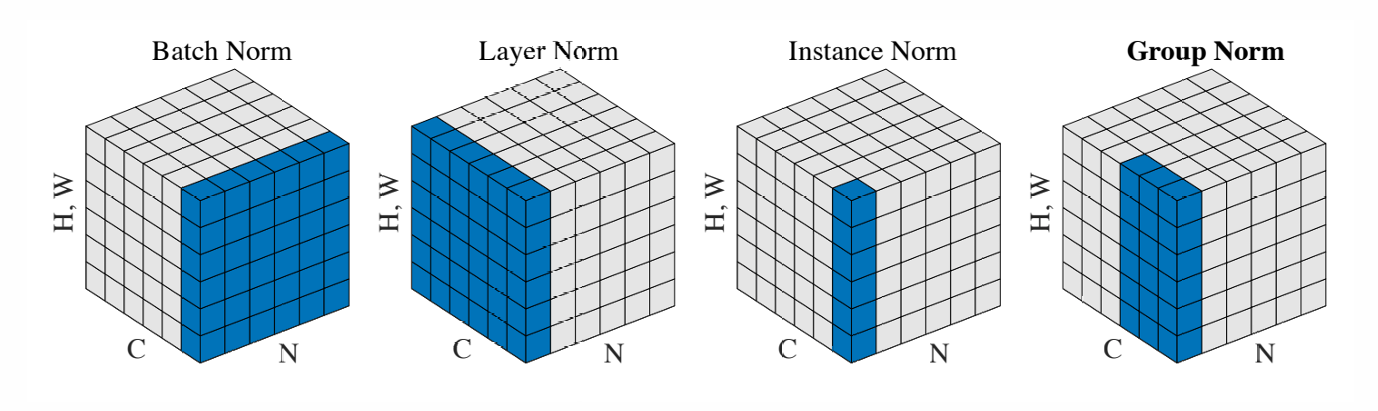 Batch Norm
Layer Norm
Instance Norm
Group Norm
H, W
C
N
H, W
C
N
H, W
C
N
H, W
C
N